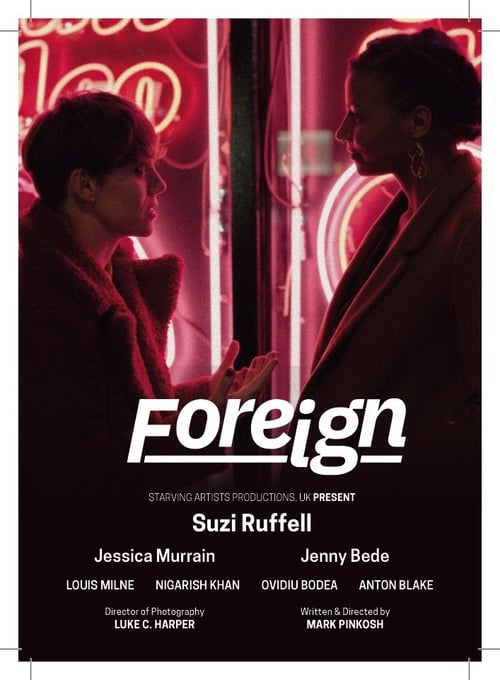 Foreign
STARVING ARTISTS PRODUCTIONS, UK PRESENT
Suzi Ruffell
Jessica Murrain Jenny Bede
LOUIS MILNE NIGARISH KHAN OVIDIU BODEA ANTON BLAKE
Director of Photography Written & Directed by
LUKE C. HARPER MARK PINKOSH